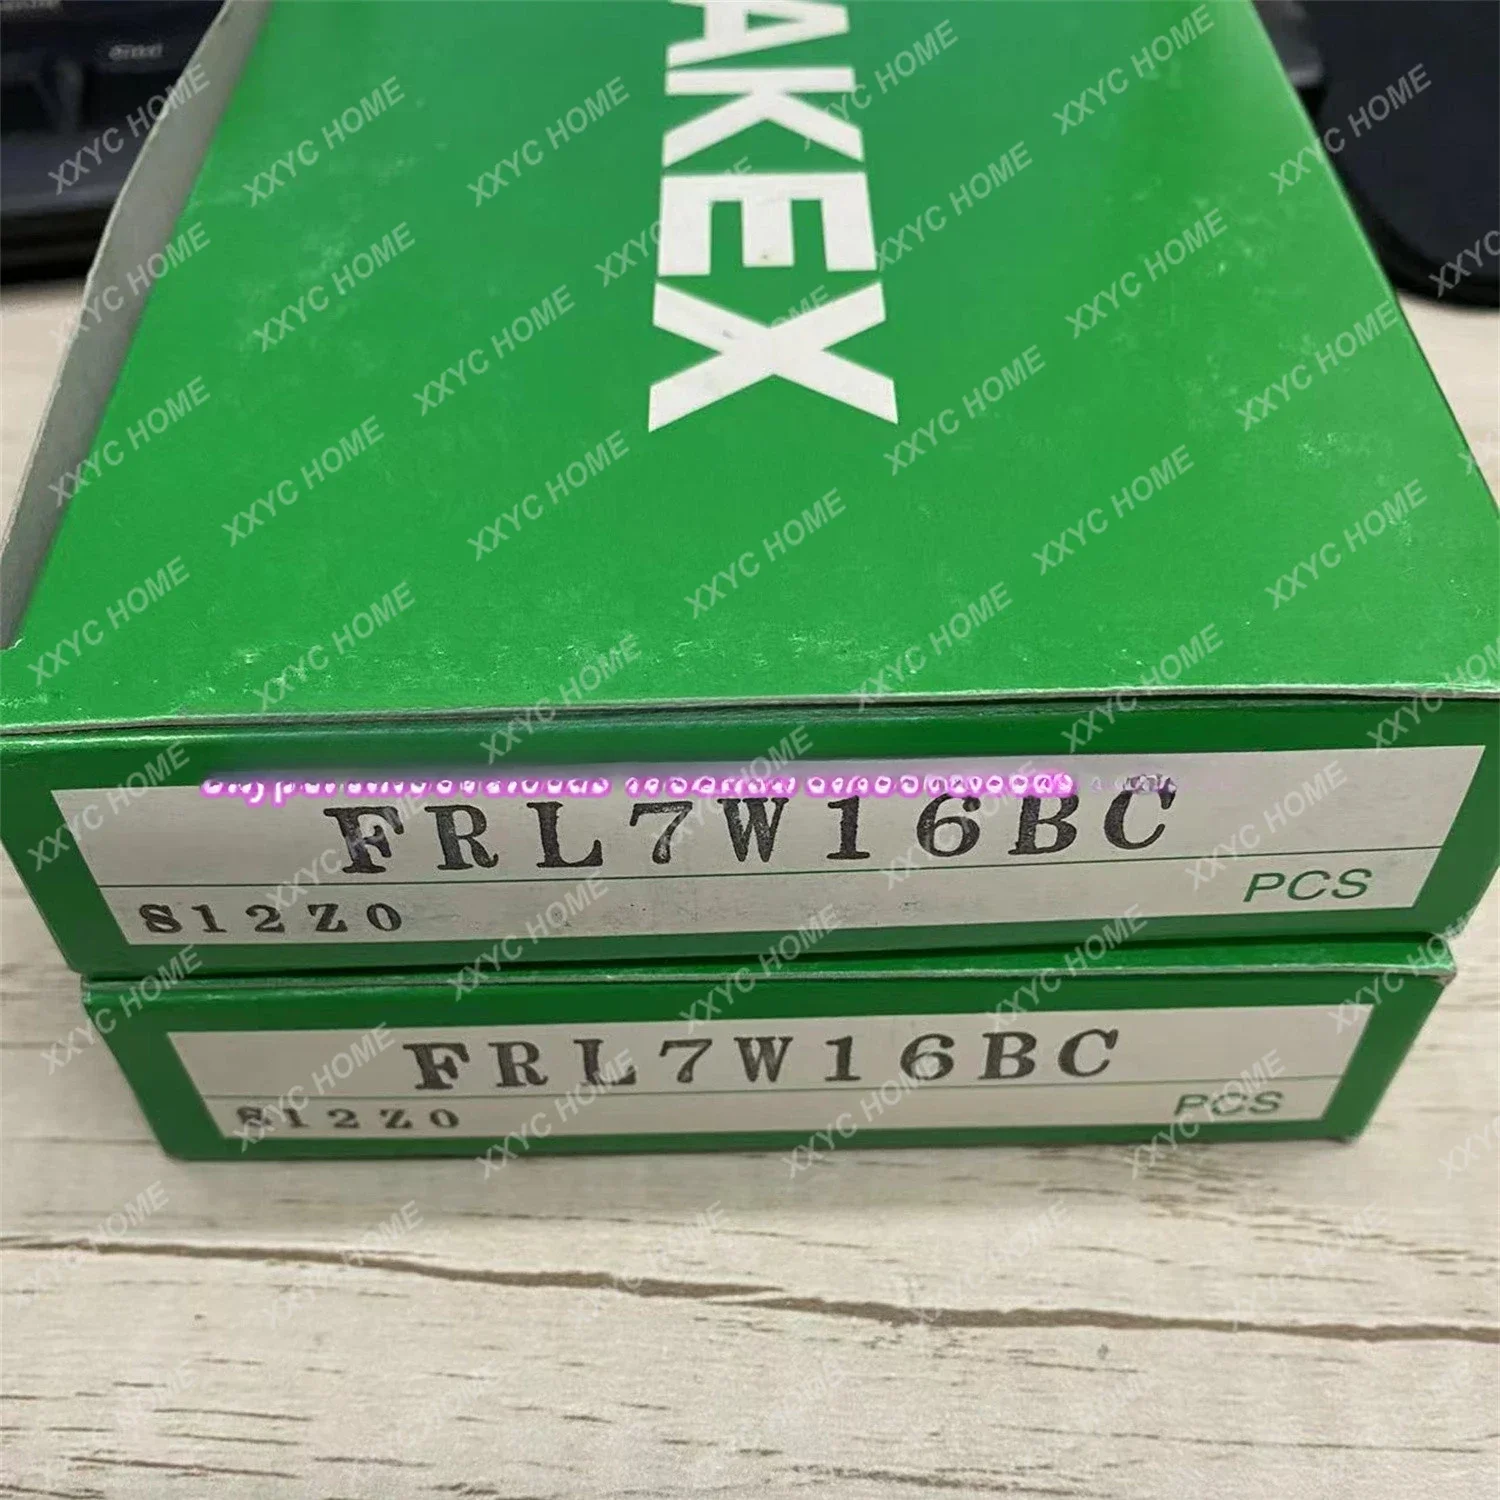 AKEX
FRL7W16BC
S12Z0
PCS
FRL7W16BC
S12Z0
PCS
XXYC HOME